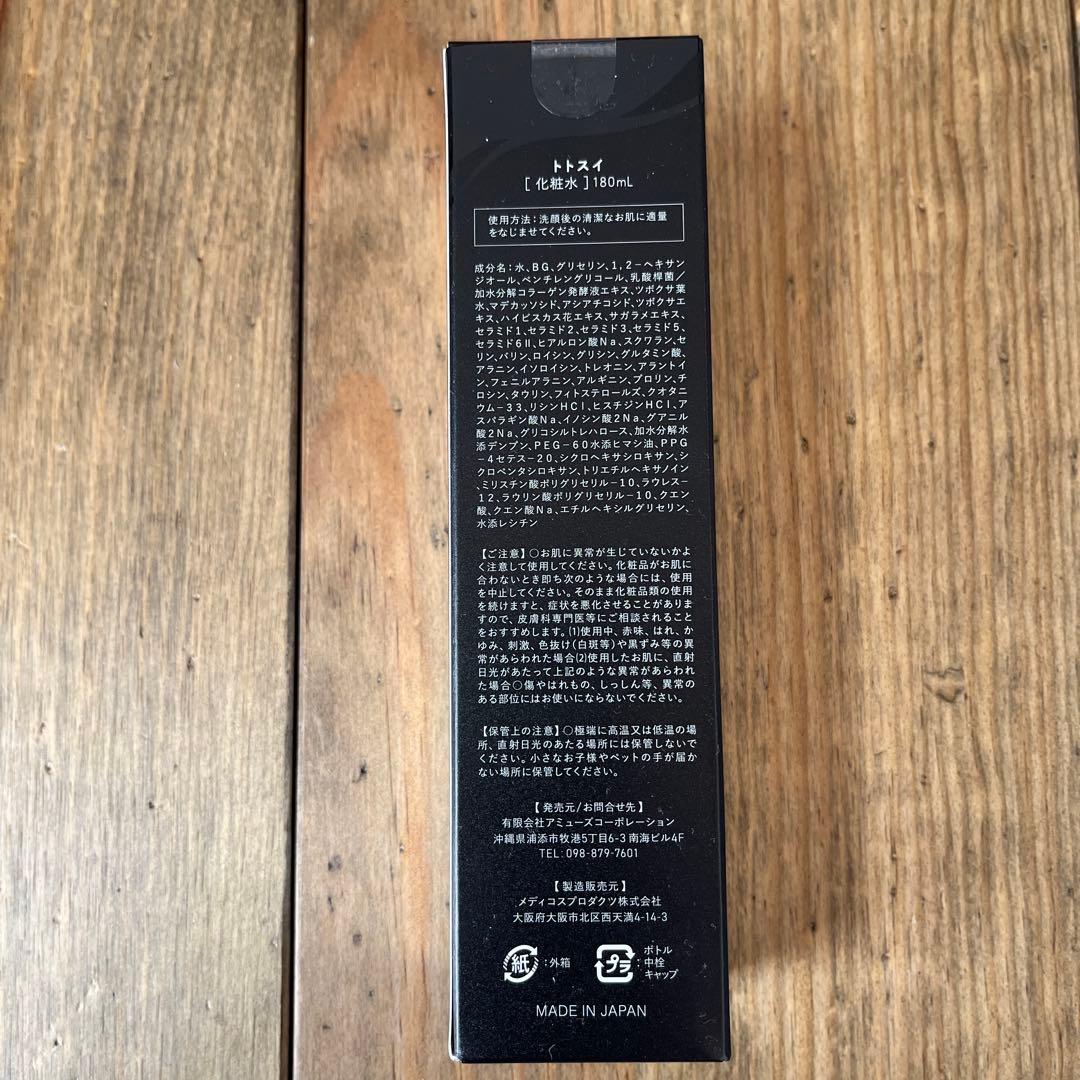 トトスイ
[ 化粧水 ] 180mL
使用方法：洗顔後の清潔なお肌に適量
をなじませてください。
成分名：水、BG、グリセリン、1,2－ヘキサン
ジオール、ペンチレングリコール、乳酸桿菌／
加水分解コラーゲン発酵液エキス、ツボクサ葉
水、マデカッソシド、アシアチコシド、ツボクサエ
キス、ハイビスカス花エキス、サガラメエキス、
セラミド1、セラミド2、セラミド3、セラミド5、
セラミド6Ⅱ、ヒアルロン酸Na、スクワラン、セ
リン、バリン、ロイシン、グリシン、グルタミン酸、
アラニン、イソロイシン、トレオニン、アラントイ
ン、フェニルアラニン、アルギニン、プロリン、チ
ロシン、タウリン、フィトステロールズ、クオタニ
ウム－33、リシンHCl、ヒスチジンHCl、ア
スパラギン酸Na、イノシン酸2Na、グアニル
酸2Na、グリコシルトレハロース、加水分解水
添デンプン、PEG－60水添ヒマシ油、PPG
－4セテス－20、シクロヘキサシロキサン、シ
クロペンタシロキサン、トリエチルヘキサノイン
、ミリスチン酸ポリグリセリル－10、ラウレス－
12、ラウリン酸ポリグリセリル－10、クエン
酸、クエン酸Na、エチルヘキシルグリセリン、
水添レシチン
【ご注意】○お肌に異常が生じていないかよ
く注意して使用してください。化粧品がお肌に
合わないとき即ち次のような場合には、使用
を中止してください。そのまま化粧品類の使用
を続けますと、症状を悪化させることがありま
すので、皮膚科専門医等にご相談されること
をおすすめします。(1)使用中、赤味、はれ、か
ゆみ、刺激、色抜け（白斑等）や黒ずみ等の異
常があらわれた場合(2)使用したお肌に、直射
日光があたって上記のような異常があらわれ
た場合○傷やはれもの、しっしん等、異常の
ある部位にはお使いにならないでください。
【保管上の注意】○極端に高温又は低温の場
所、直射日光のあたる場所には保管しないで
ください。小さなお子様やペットの手が届か
ない場所に保管してください。
【 発売元/お問合せ先 】
有限会社アミューズコーポレーション
沖縄県浦添市牧港5丁目6-3 南海ビル4F
TEL：098-879-7601
【 製造販売元 】
メディコスプロダクツ株式会社
大阪府大阪市北区西天満4-14-3
紙 ：外箱
プラ ：ボトル 中栓 キャップ
MADE IN JAPAN